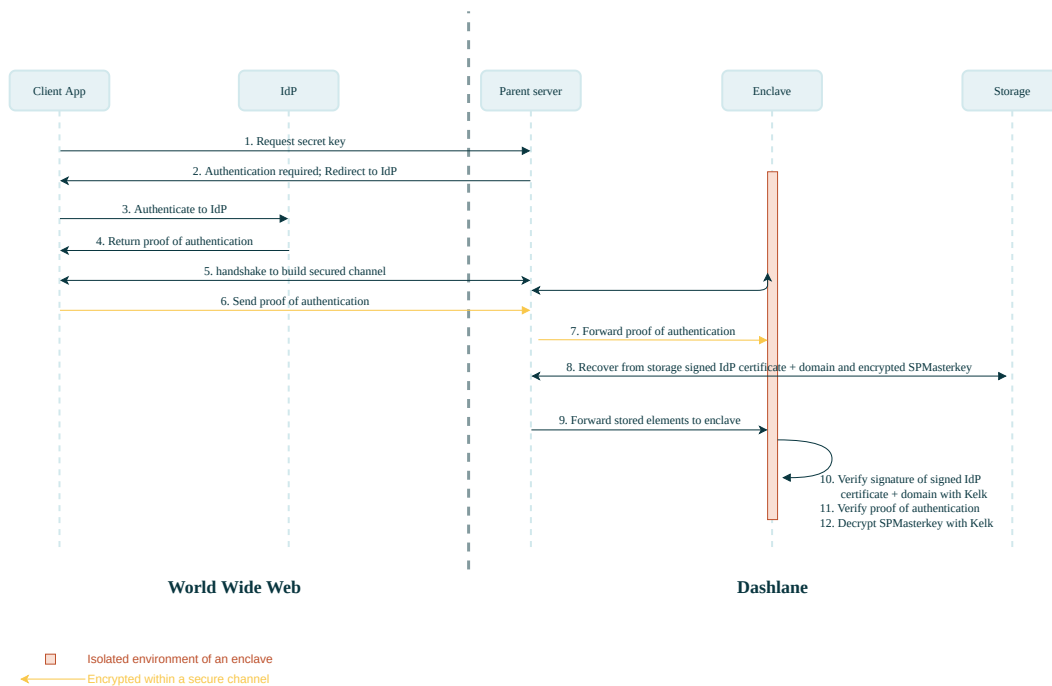 Client App
IdP
Parent server
Enclave
Storage
1. Request secret key
2. Authentication required; Redirect to IdP
3. Authenticate to IdP
4. Return proof of authentication
5. handshake to build secured channel
6. Send proof of authentication
7. Forward proof of authentication
8. Recover from storage signed IdP certificate + domain and encrypted SPMasterkey
9. Forward stored elements to enclave
10. Verify signature of signed IdP
certificate + domain with Kelk
11. Verify proof of authentication
12. Decrypt SPMasterkey with Kelk
World Wide Web
Dashlane
Isolated environment of an enclave
Encrypted within a secure channel